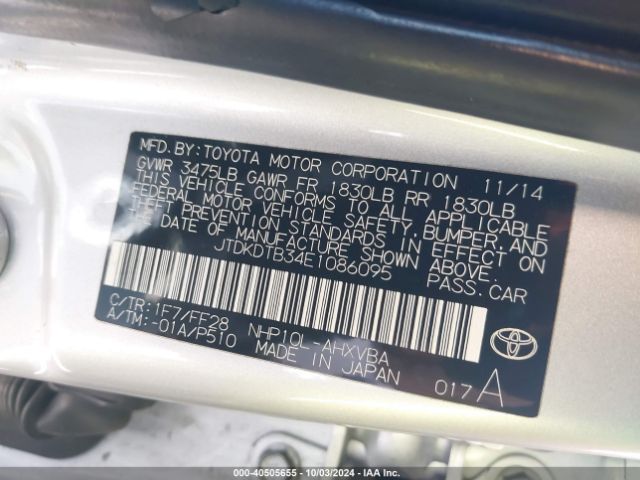 MFD. BY: TOYOTA MOTOR CORPORATION 11/14
GVWR 3475LB GAWR FR 1830LB RR 1830LB
THIS VEHICLE CONFORMS TO ALL APPLICABLE
FEDERAL MOTOR VEHICLE SAFETY, BUMPER, AND
THEFT PREVENTION STANDARDS IN EFFECT ON
THE DATE OF MANUFACTURE SHOWN ABOVE.
JTDKDTB34E1086095 PASS. CAR
C/TR: 1F7/FF28 NHP10L-AHXVBA
A/TM: -01A/P510 MADE IN JAPAN
017 A
TOYOTA
000-40505655 - 10/03/2024 - IAAI.COM